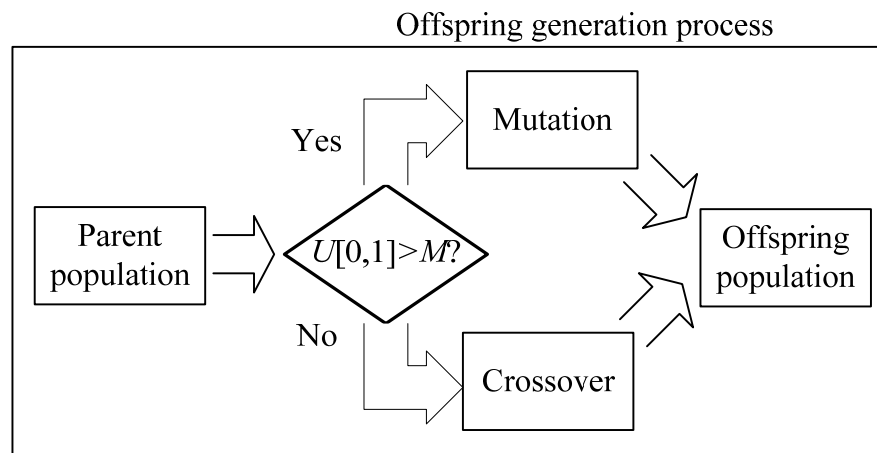 Offspring generation process
Yes
Mutation
Parent
population
U[0,1]>M?
Offspring
population
No
Crossover